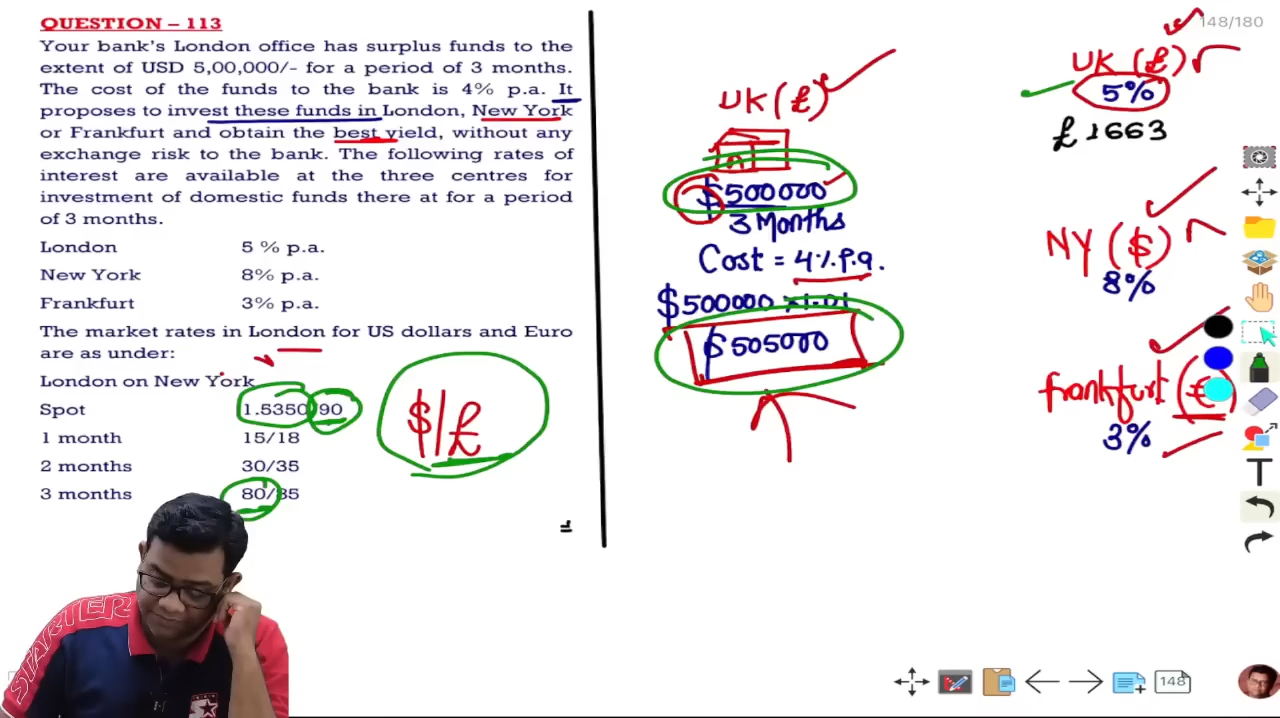 QUESTION – 113
Your bank's London office has surplus funds to the
extent of USD 5,00,000/- for a period of 3 months.
The cost of the funds to the bank is 4% p.a. It
proposes to invest these funds in London, New York
or Frankfurt and obtain the best yield, without any
exchange risk to the bank. The following rates of
interest are available at the three centres for
investment of domestic funds there at for a period
of 3 months.
London 5 % p.a.
New York 8% p.a.
Frankfurt 3% p.a.
The market rates in London for US dollars and Euro
are as under:
London on New York
Spot 1.5350/90
1 month 15/18
2 months 30/35
3 months 80/85
$/£
=
UK (£)
$500000
3 Months
Cost = 4%.P.a.
$500000 x1.01
$505000
148/180
UK (£)
5%
£1663
NY ($)
8%
frankfurt (€)
3%
STARTER
T
148